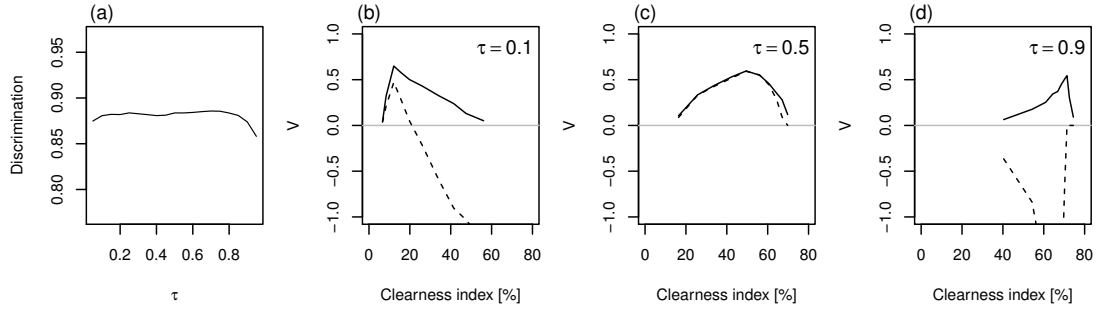 (a)
Discrimination
0.80 0.85 0.90 0.95
0.2 0.4 0.6 0.8
τ
(b)
τ = 0.1
V
−1.0 −0.5 0.0 0.5 1.0
0 20 40 60 80
Clearness index [%]
(c)
τ = 0.5
V
−1.0 −0.5 0.0 0.5 1.0
0 20 40 60 80
Clearness index [%]
(d)
τ = 0.9
V
−1.0 −0.5 0.0 0.5 1.0
0 20 40 60 80
Clearness index [%]